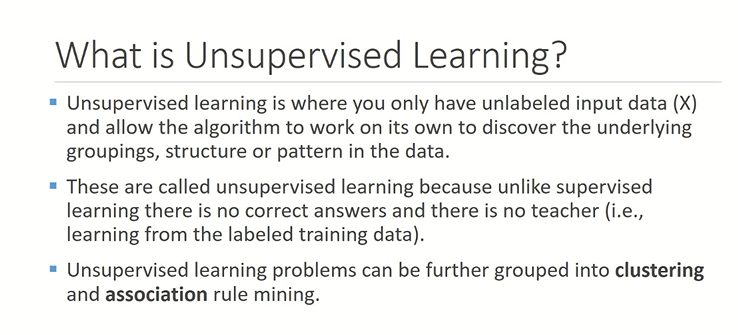 What is Unsupervised Learning?
▪ Unsupervised learning is where you only have unlabeled input data (X)
and allow the algorithm to work on its own to discover the underlying
groupings, structure or pattern in the data.
▪ These are called unsupervised learning because unlike supervised
learning there is no correct answers and there is no teacher (i.e.,
learning from the labeled training data).
▪ Unsupervised learning problems can be further grouped into clustering
and association rule mining.